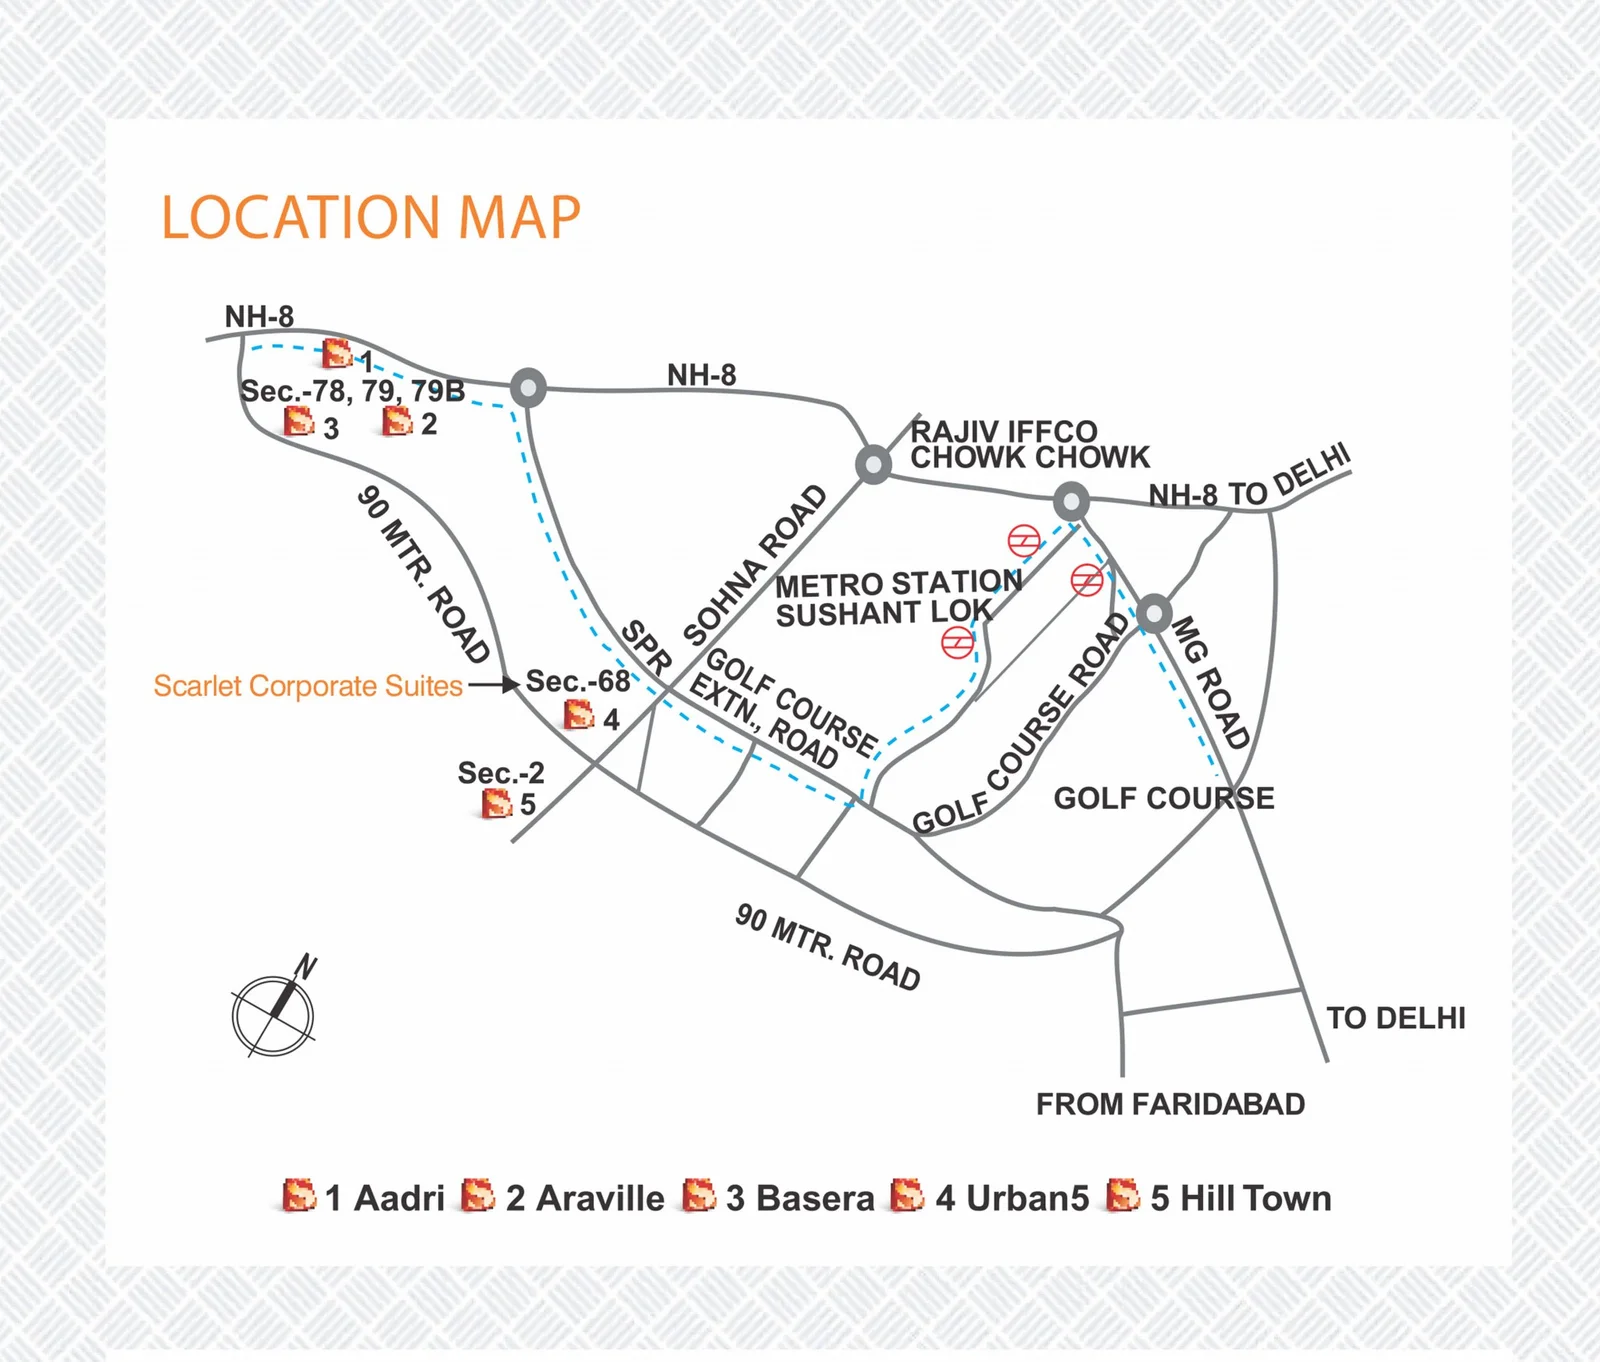 LOCATION MAP
NH-8
1
Sec.-78, 79, 79B
3
2
NH-8
RAJIV IFFCO
CHOWK CHOWK
NH-8 TO DELHI
90 MTR. ROAD
SOHNA ROAD
METRO STATION
SUSHANT LOK
SPR
GOLF COURSE
EXTN., ROAD
GOLF COURSE ROAD
MG ROAD
Scarlet Corporate Suites
Sec.-68
4
Sec.-2
5
GOLF COURSE
90 MTR. ROAD
N
TO DELHI
FROM FARIDABAD
1 Aadri 2 Araville 3 Basera 4 Urban5 5 Hill Town